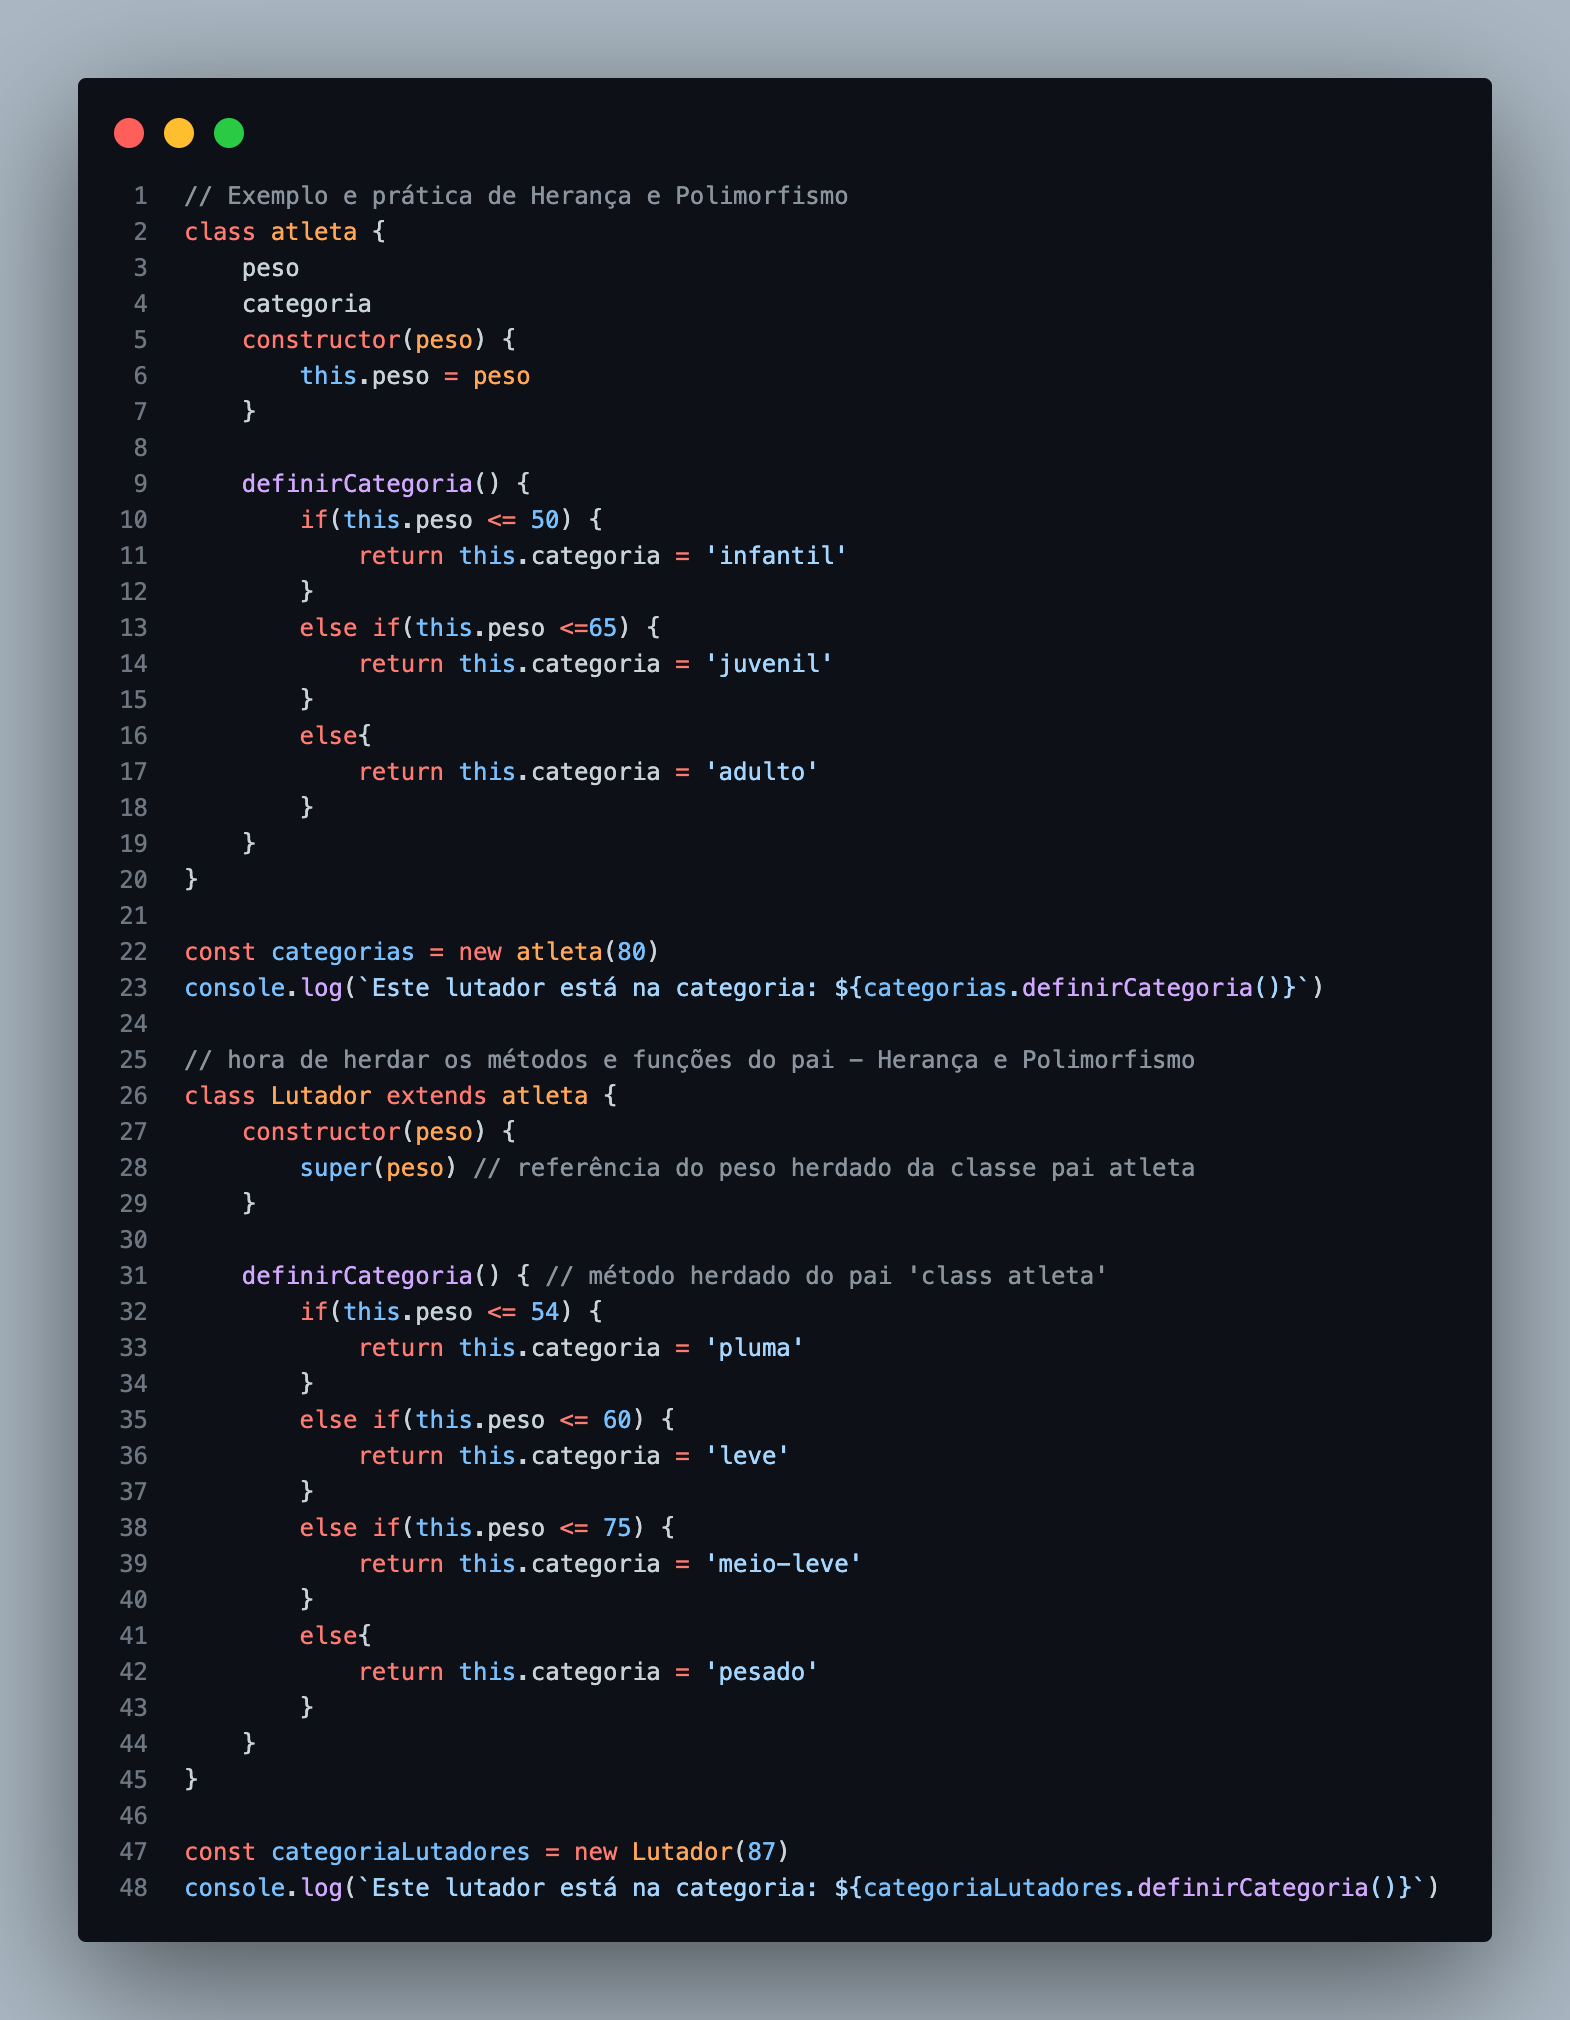 1 // Exemplo e prática de Herança e Polimorfismo
2 class atleta {
3     peso
4     categoria
5     constructor(peso) {
6         this.peso = peso
7     }
8
9     definirCategoria() {
10         if(this.peso <= 50) {
11             return this.categoria = 'infantil'
12         }
13         else if(this.peso <=65) {
14             return this.categoria = 'juvenil'
15         }
16         else{
17             return this.categoria = 'adulto'
18         }
19     }
20 }
21
22 const categorias = new atleta(80)
23 console.log(`Este lutador está na categoria: ${categorias.definirCategoria()}`)
24
25 // hora de herdar os métodos e funções do pai - Herança e Polimorfismo
26 class Lutador extends atleta {
27     constructor(peso) {
28         super(peso) // referência do peso herdado da classe pai atleta
29     }
30
31     definirCategoria() { // método herdado do pai 'class atleta'
32         if(this.peso <= 54) {
33             return this.categoria = 'pluma'
34         }
35         else if(this.peso <= 60) {
36             return this.categoria = 'leve'
37         }
38         else if(this.peso <= 75) {
39             return this.categoria = 'meio-leve'
40         }
41         else{
42             return this.categoria = 'pesado'
43         }
44     }
45 }
46
47 const categoriaLutadores = new Lutador(87)
48 console.log(`Este lutador está na categoria: ${categoriaLutadores.definirCategoria()}`)